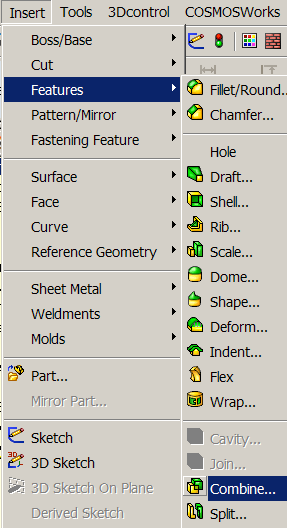 Insert Tools 3Dcontrol COSMOSWorks
Boss/Base
Cut
Features
Pattern/Mirror
Fastening Feature
Surface
Face
Curve
Reference Geometry
Sheet Metal
Weldments
Molds
Part...
Mirror Part...
Sketch
3D Sketch
3D Sketch On Plane
Derived Sketch
Fillet/Round...
Chamfer...
Hole
Draft...
Shell...
Rib...
Scale...
Dome...
Shape...
Deform...
Indent...
Flex
Wrap...
Cavity...
Join...
Combine...
Split...